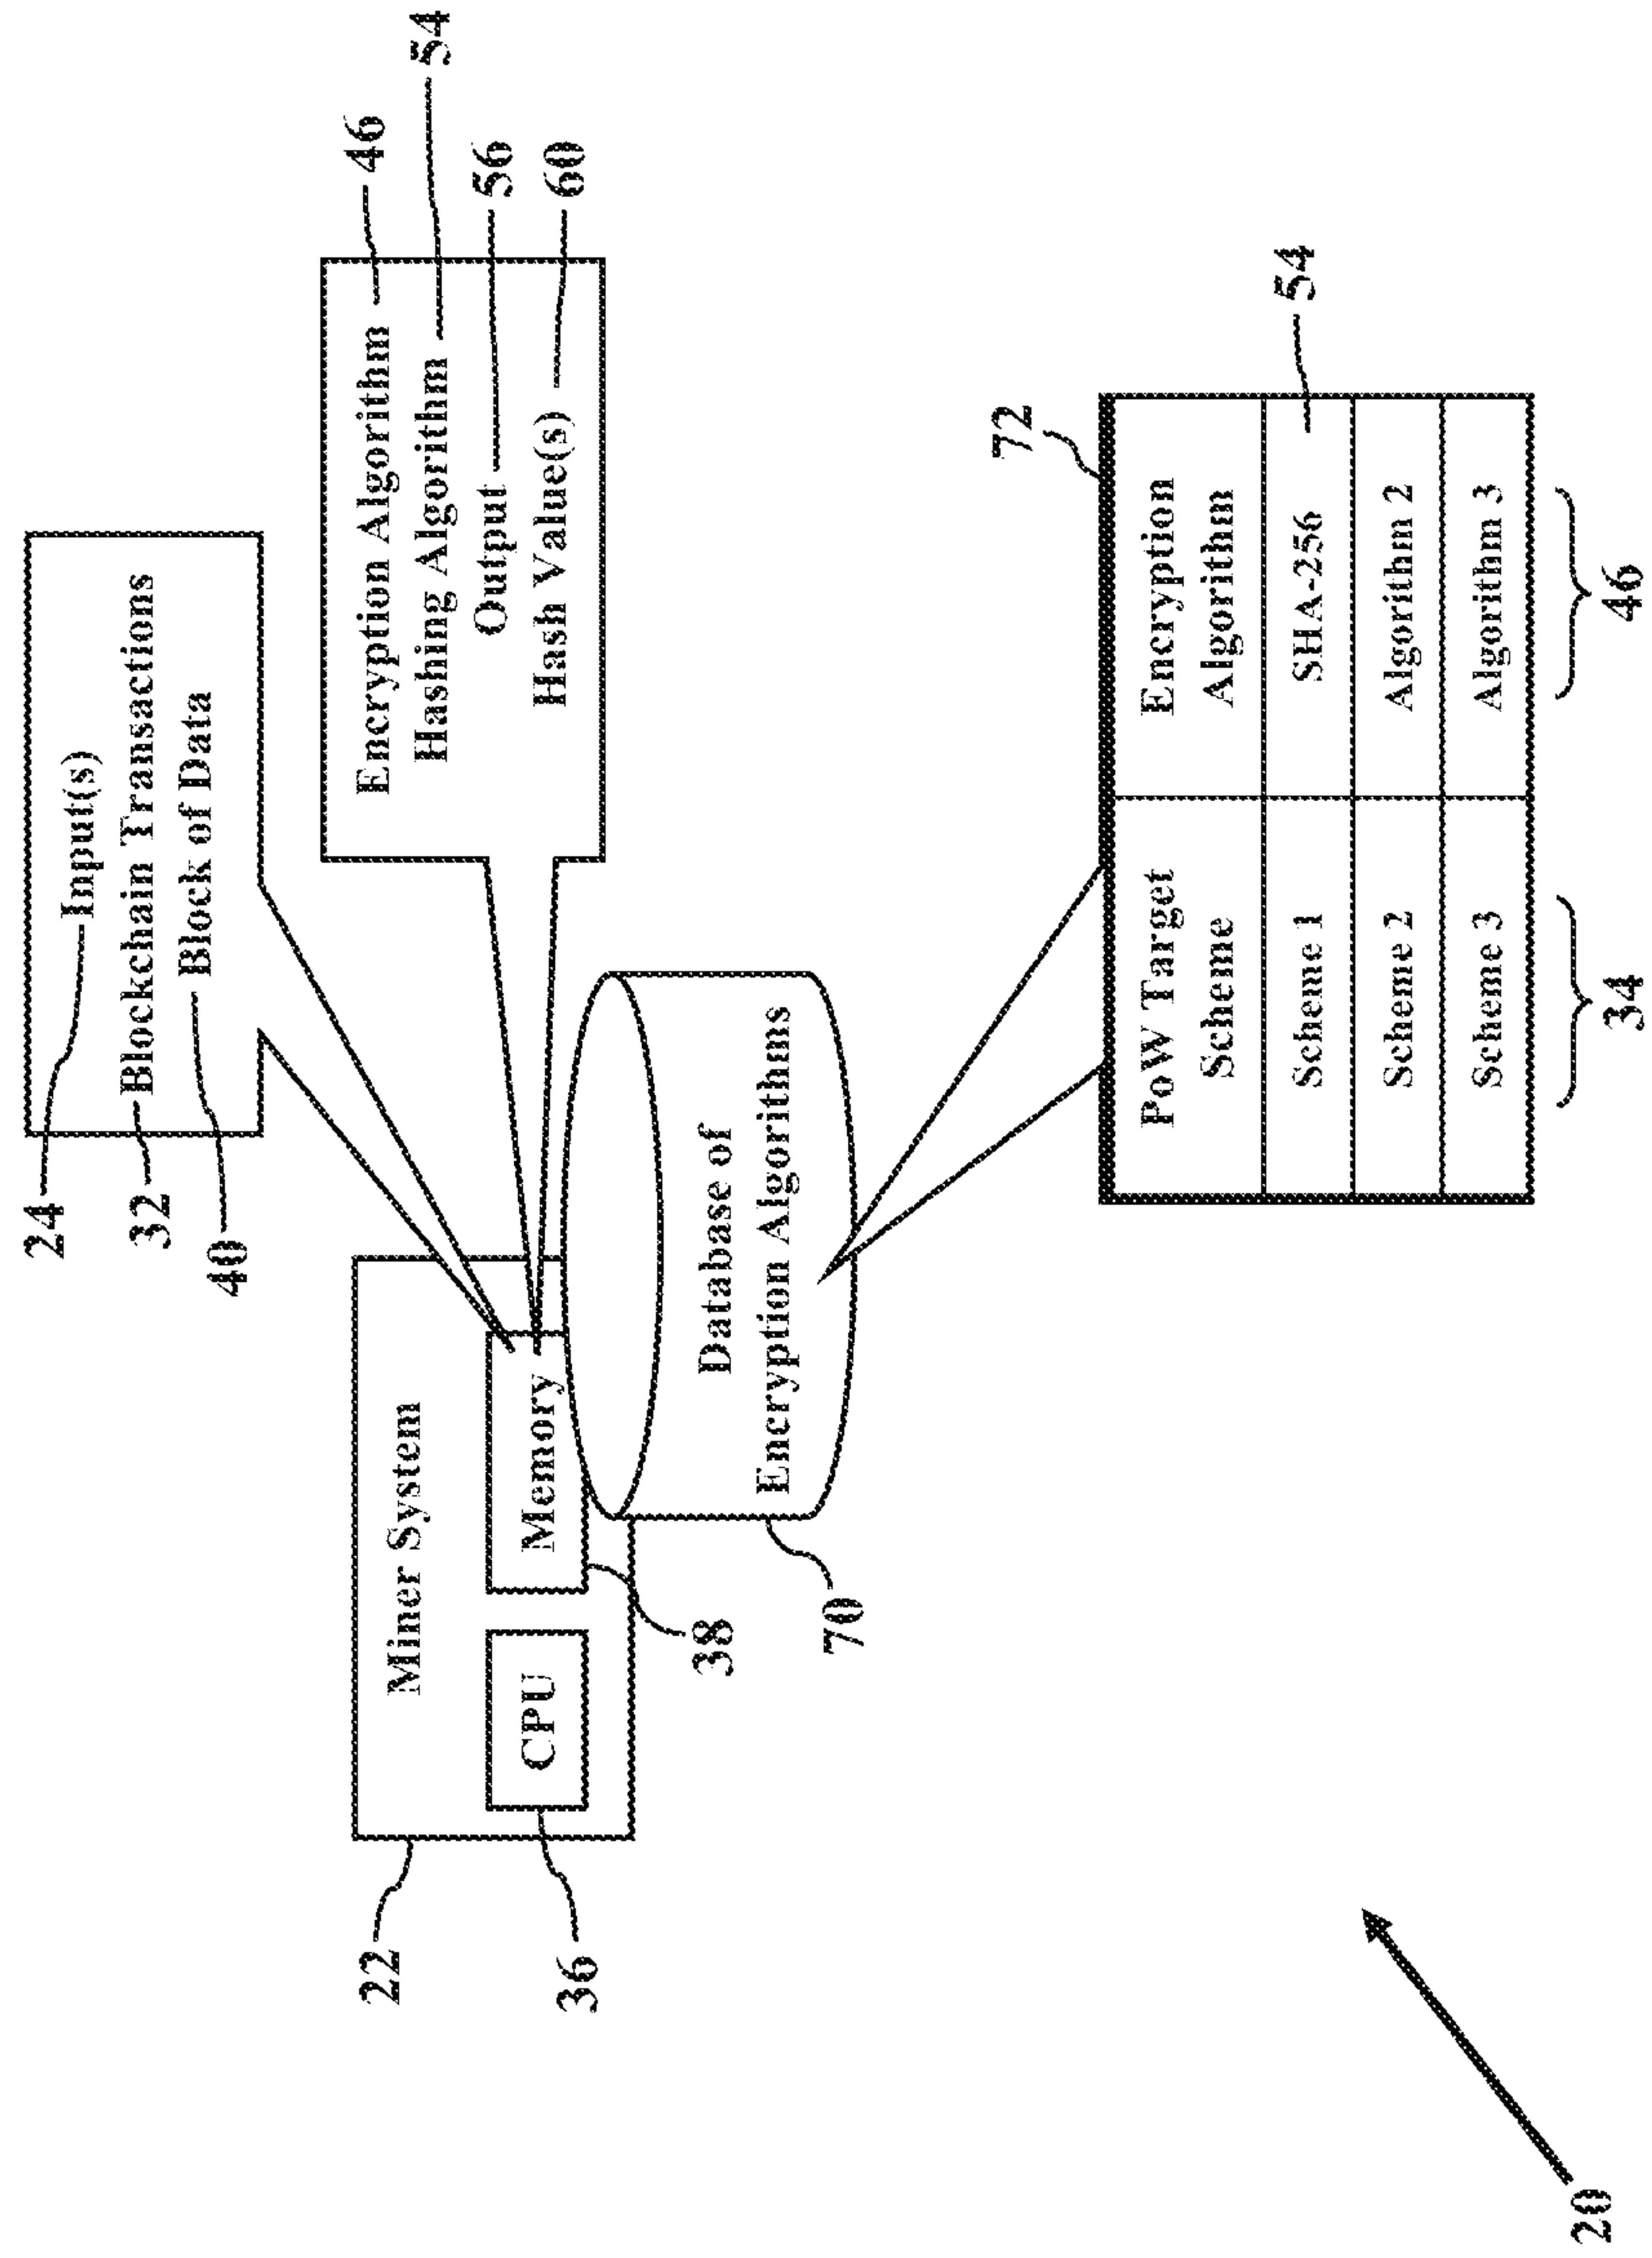 24 Input(s)
32 Blockchain Transactions
40 Block of Data
Encryption Algorithm 46
Hashing Algorithm 54
Output 56
Hash Value(s) 60
22
Miner System
36
CPU
Memory
38
70
Database of
Encryption Algorithms
72
PoW Target
Scheme
Encryption
Algorithm
Scheme 1 SHA-256 54
Scheme 2 Algorithm 2
Scheme 3 Algorithm 3
34 46
20